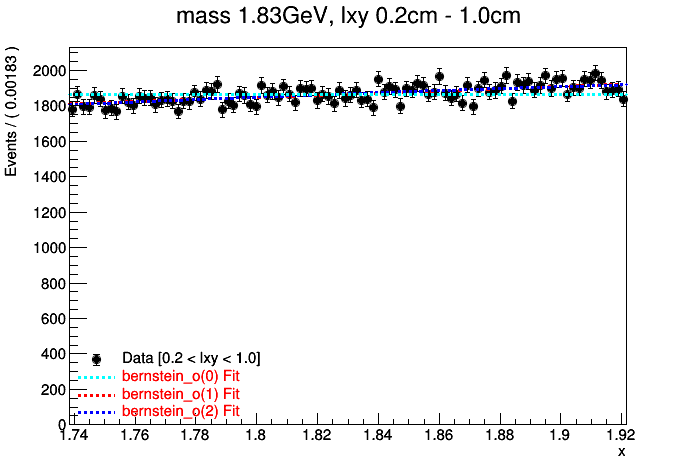 mass 1.83GeV, lxy 0.2cm - 1.0cm
Events / ( 0.00183 )
2000
1800
1600
1400
1200
1000
800
600
400
200
0
Data [0.2 < lxy < 1.0]
bernstein_o(0) Fit
bernstein_o(1) Fit
bernstein_o(2) Fit
1.74 1.76 1.78 1.8 1.82 1.84 1.86 1.88 1.9 1.92
x